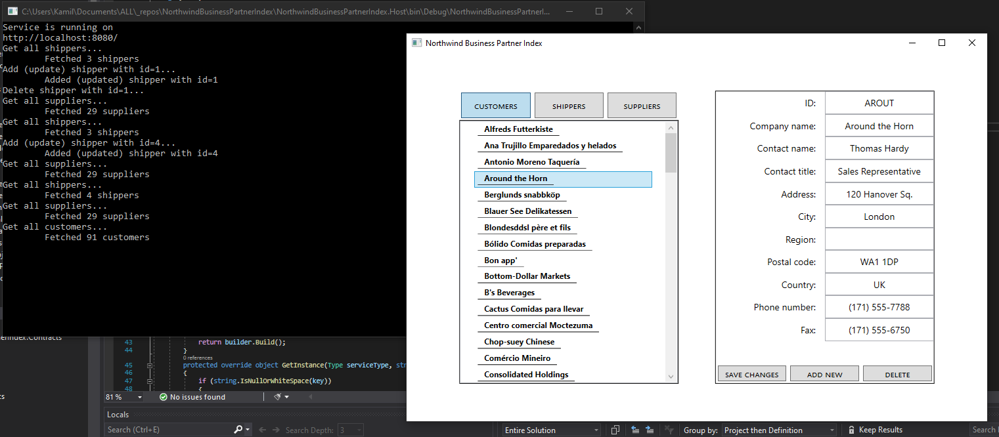 C:\Users\Kamil\Documents\ALL\_repos\NorthwindBusinessPartnerIndex\NorthwindBusinessPartnerIndex.Host\bin\Debug\NorthwindBusinessPartnerI...
Service is running on
http://localhost:8080/
Get all shippers...
Fetched 3 shippers
Add (update) shipper with id=1...
Added (updated) shipper with id=1
Delete shipper with id=1...
Get all suppliers...
Fetched 29 suppliers
Get all shippers...
Fetched 3 shippers
Add (update) shipper with id=4...
Added (updated) shipper with id=4
Get all suppliers...
Fetched 29 suppliers
Get all shippers...
Fetched 4 shippers
Get all suppliers...
Fetched 29 suppliers
Get all customers...
Fetched 91 customers
Northwind Business Partner Index
CUSTOMERS SHIPPERS SUPPLIERS
Alfreds Futterkiste
Ana Trujillo Emparedados y helados
Antonio Moreno Taquería
Around the Horn
Berglunds snabbköp
Blauer See Delikatessen
Blondesddsl père et fils
Bólido Comidas preparadas
Bon app'
Bottom-Dollar Markets
B's Beverages
Cactus Comidas para llevar
Centro comercial Moctezuma
Chop-suey Chinese
Comércio Mineiro
Consolidated Holdings
ID: AROUT
Company name: Around the Horn
Contact name: Thomas Hardy
Contact title: Sales Representative
Address: 120 Hanover Sq.
City: London
Region:
Postal code: WA1 1DP
Country: UK
Phone number: (171) 555-7788
Fax: (171) 555-6750
SAVE CHANGES ADD NEW DELETE
43 return builder.Build();
44 }
0 references
45 protected override object GetInstance(Type serviceType, str
46 {
47 if (string.IsNullOrWhiteSpace(key))
48 {
81 % No issues found
Locals
Search (Ctrl+E) Search Depth: 3
Entire Solution Group by: Project then Definition Keep Results Search